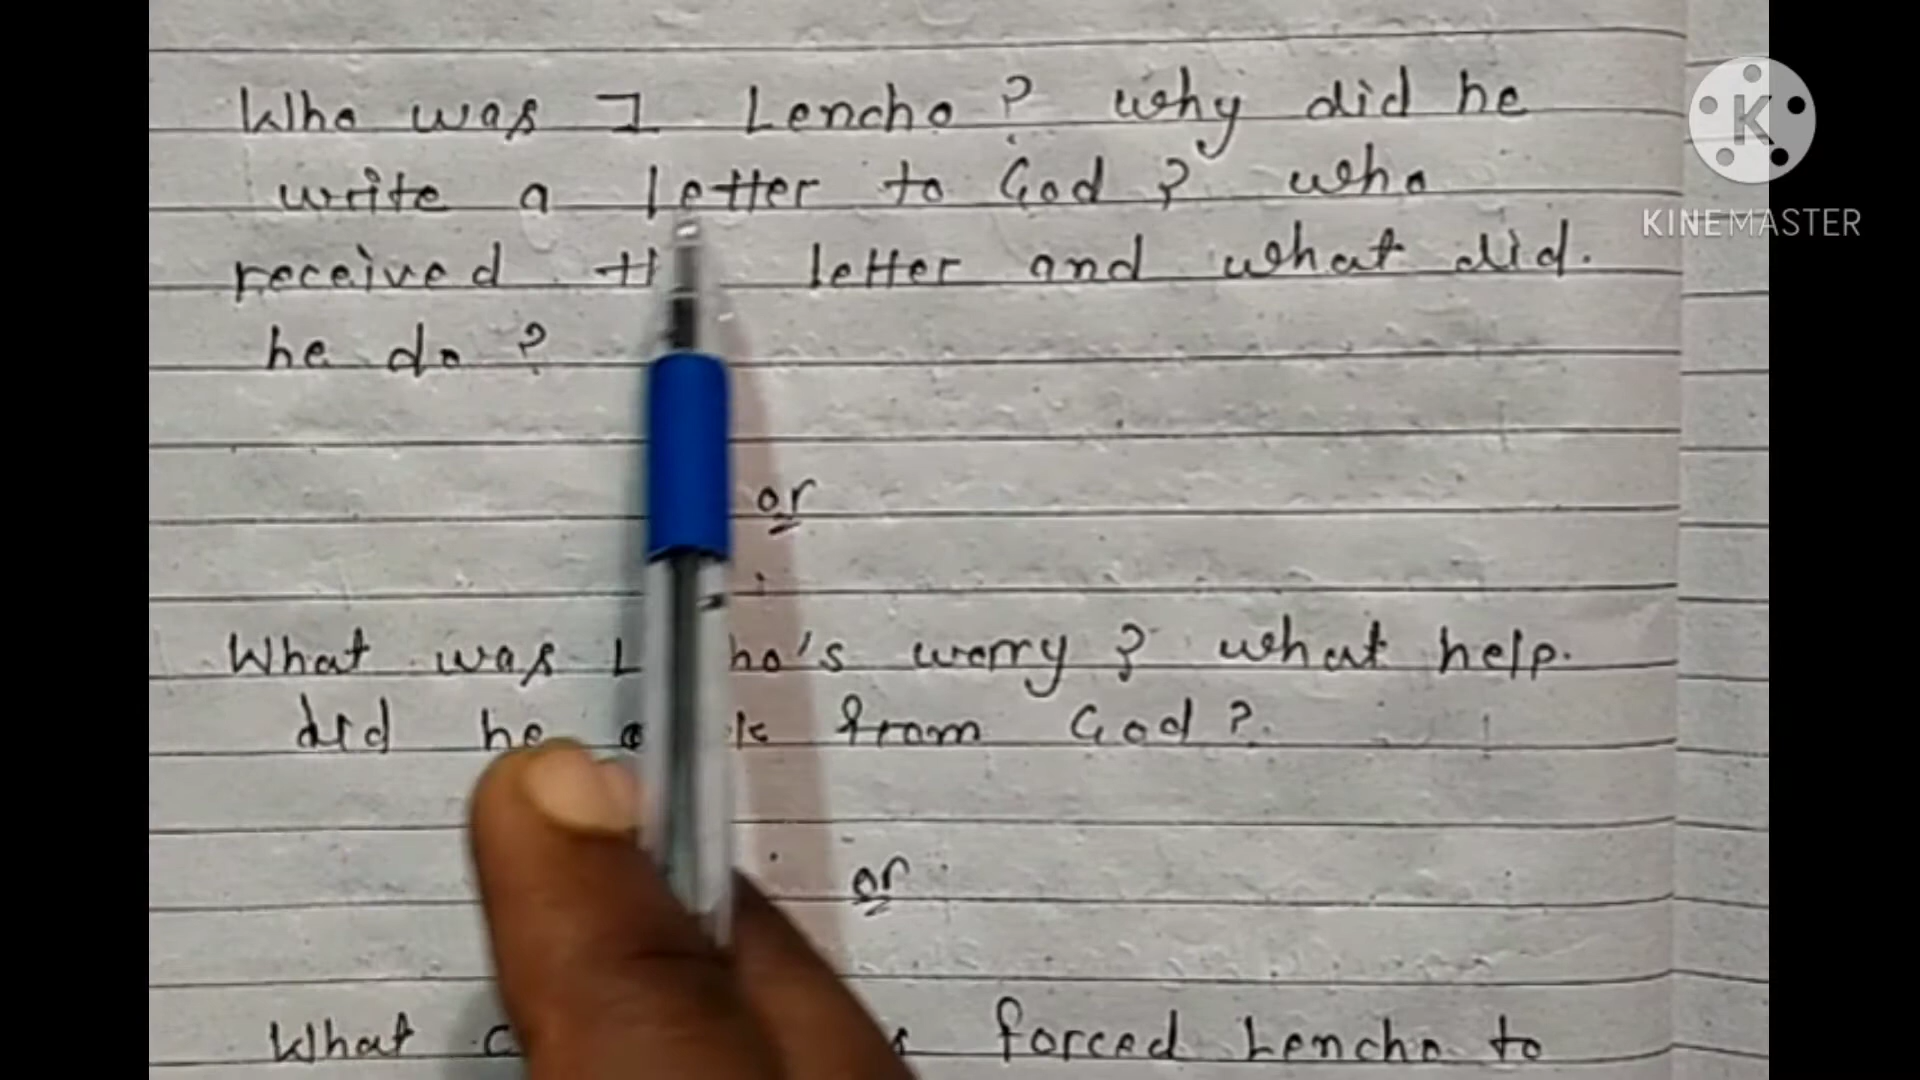 Who was I Lencho ? why did he
write a letter to God ? who
received letter and what did.
he do ?
or
What was worry ? what help.
did he from God ?
or
What forced Lencho to
KINEMASTER